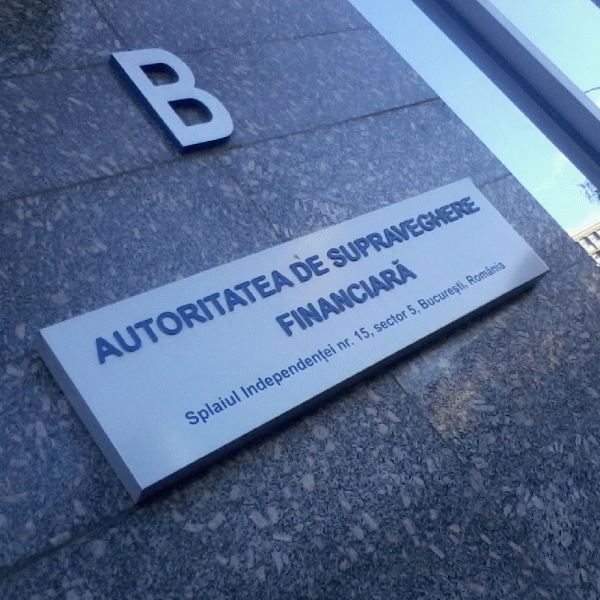 B
AUTORITATEA DE SUPRAVEGHERE
FINANCIARĂ
Splaiul Independenței nr. 15, sector 5, București, România